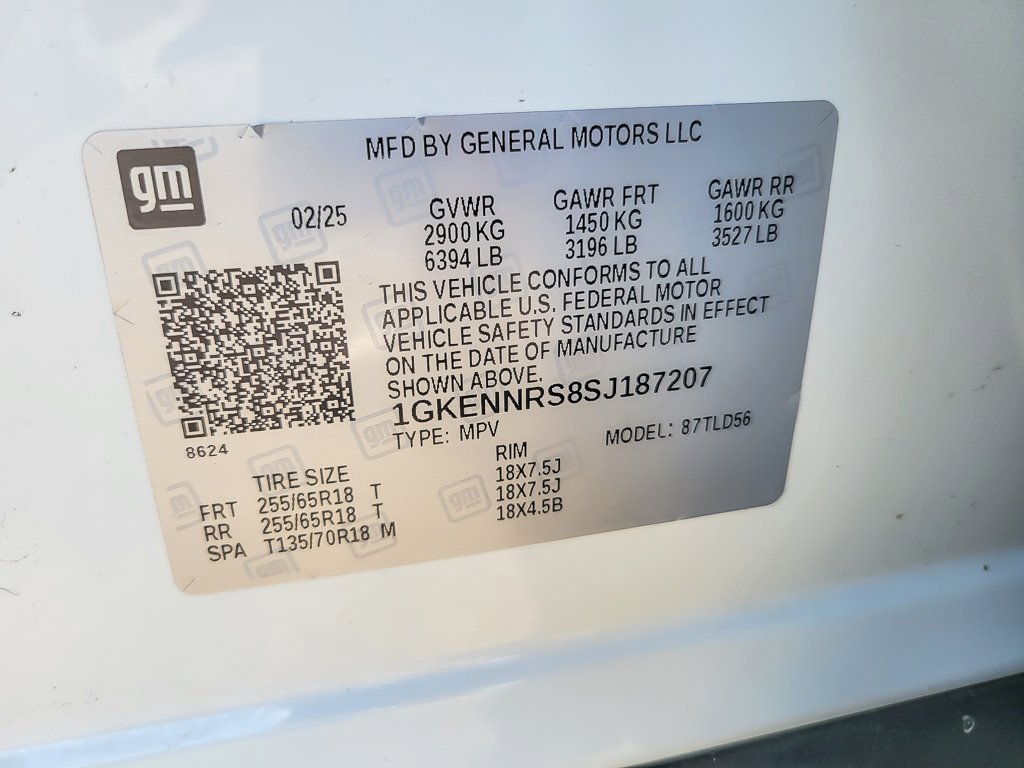 gm
MFD BY GENERAL MOTORS LLC
02/25
GVWR
2900 KG
6394 LB
GAWR FRT
1450 KG
3196 LB
GAWR RR
1600 KG
3527 LB
THIS VEHICLE CONFORMS TO ALL
APPLICABLE U.S. FEDERAL MOTOR
VEHICLE SAFETY STANDARDS IN EFFECT
ON THE DATE OF MANUFACTURE
SHOWN ABOVE.
1GKENNRS8SJ187207
TYPE: MPV
MODEL: 87TLD56
8624
TIRE SIZE
RIM
FRT 255/65R18 T 18X7.5J
RR 255/65R18 T 18X7.5J
SPA T135/70R18 M 18X4.5B